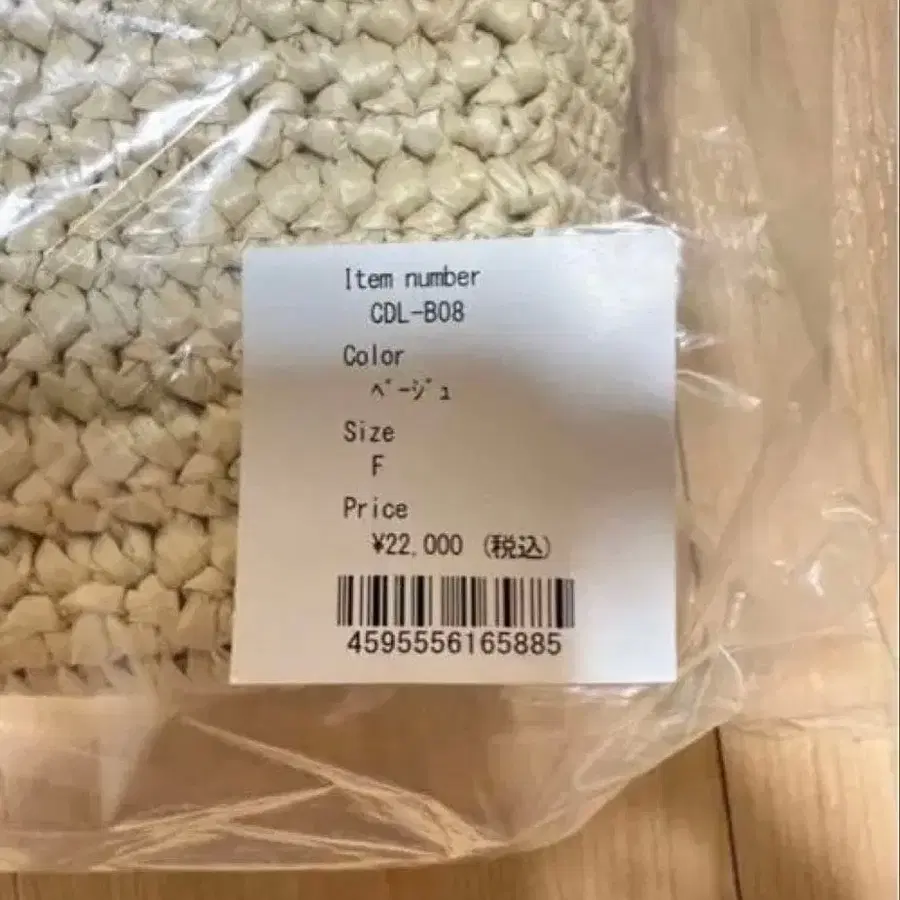 Item number
CDL-B08
Color
ﾍﾞｰｼﾞｭ
Size
F
Price
¥22,000 (税込)
4595556165885